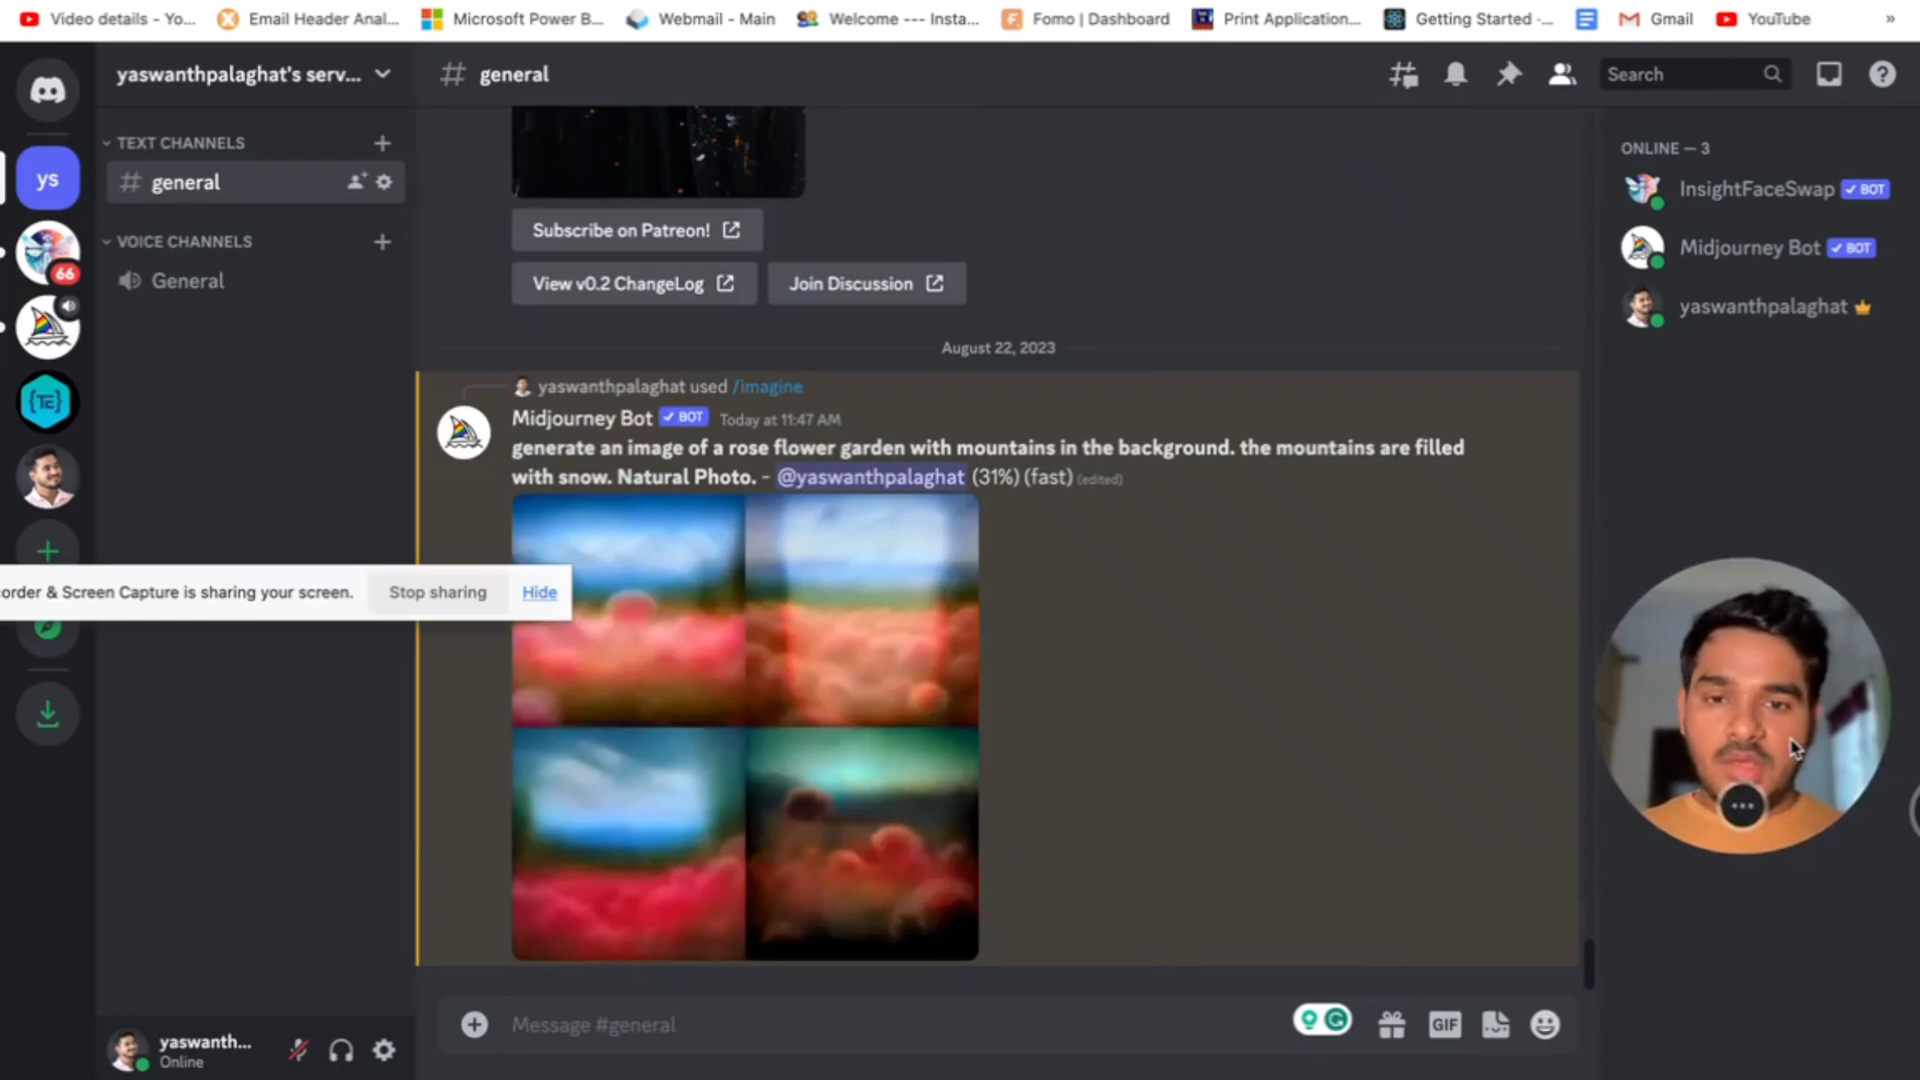 Video details - Yo...
Email Header Anal...
Microsoft Power B...
Webmail - Main
Welcome --- Insta...
Fomo | Dashboard
Print Application...
Getting Started -...
Gmail
YouTube
»
yaswanthpalaghat's serv...
# general
Search
TEXT CHANNELS
# general
VOICE CHANNELS
General
ys
66
{TE}
Subscribe on Patreon!
View v0.2 ChangeLog
Join Discussion
August 22, 2023
yaswanthpalaghat used /imagine
Midjourney Bot ✓ BOT Today at 11:47 AM
generate an image of a rose flower garden with mountains in the background. the mountains are filled
with snow. Natural Photo. - @yaswanthpalaghat (31%) (fast) (edited)
order & Screen Capture is sharing your screen.
Stop sharing
Hide
ONLINE — 3
InsightFaceSwap ✓ BOT
Midjourney Bot ✓ BOT
yaswanthpalaghat
yaswanth...
Online
Message #general
GIF